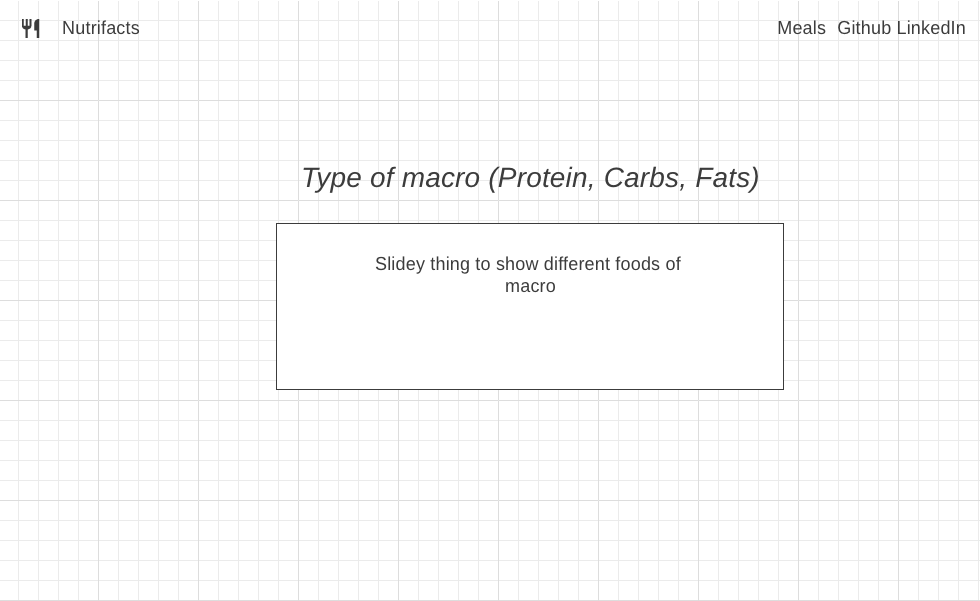 Nutrifacts
Meals Github LinkedIn
Type of macro (Protein, Carbs, Fats)
Slidey thing to show different foods of
macro